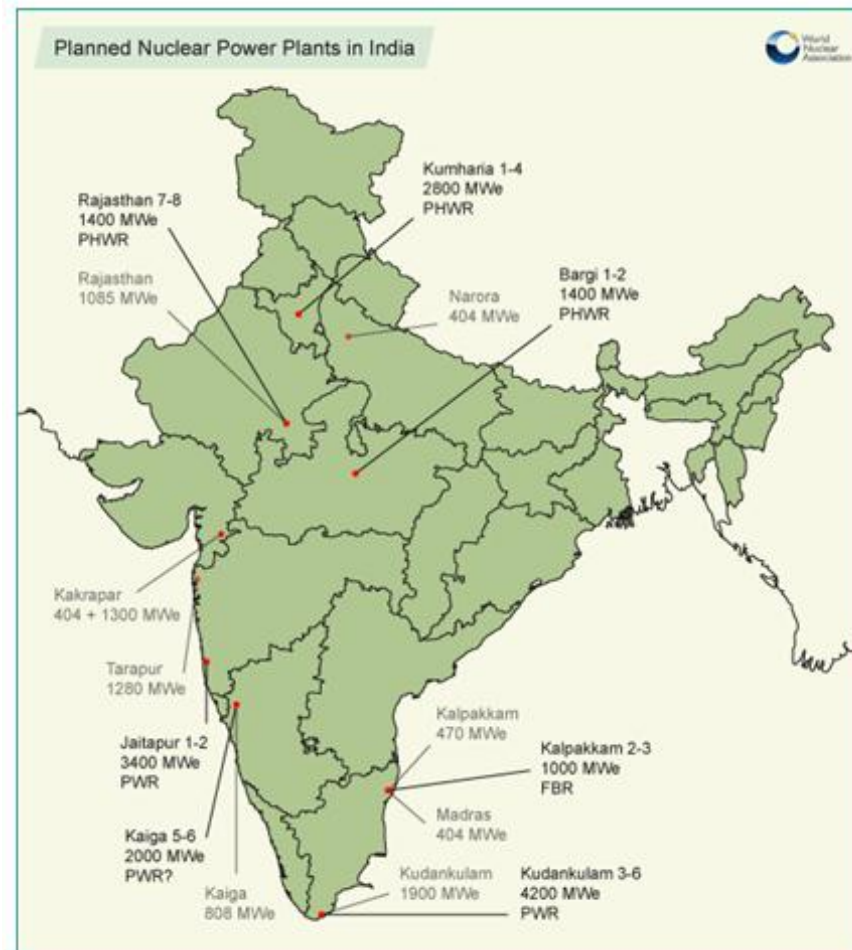 Planned Nuclear Power Plants in India
World
Nuclear
Association
Kumharia 1-4
2800 MWe
PHWR
Rajasthan 7-8
1400 MWe
PHWR
Rajasthan
1085 MWe
Narora
404 MWe
Bargi 1-2
1400 MWe
PHWR
Kakrapar
404 + 1300 MWe
Tarapur
1280 MWe
Jaitapur 1-2
3400 MWe
PWR
Kaiga 5-6
2000 MWe
PWR?
Kaiga
808 MWe
Kalpakkam
470 MWe
Kalpakkam 2-3
1000 MWe
FBR
Madras
404 MWe
Kudankulam
1900 MWe
Kudankulam 3-6
4200 MWe
PWR